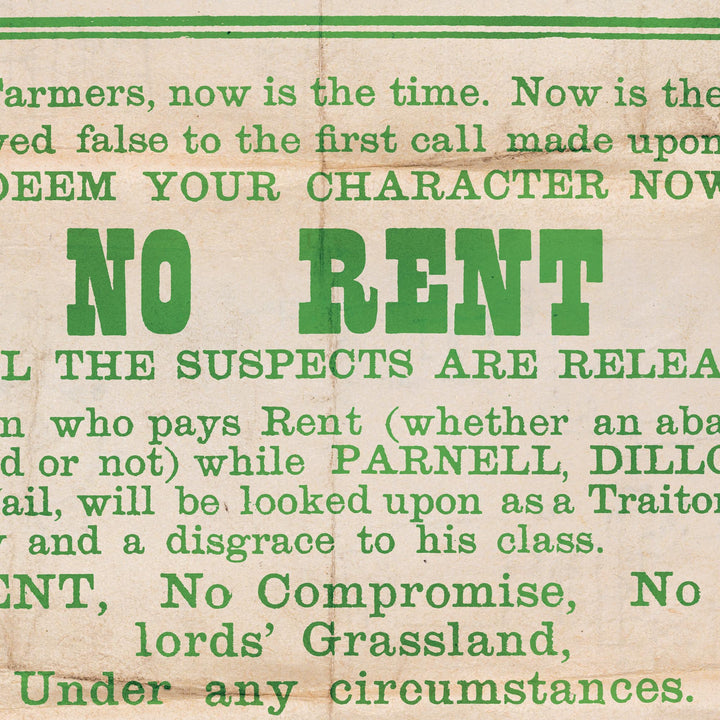 Farmers, now is the time. Now is the
ved false to the first call made upon
DEEM YOUR CHARACTER NOW
NO RENT
L THE SUSPECTS ARE RELEA
n who pays Rent (whether an aba
d or not) while PARNELL, DILLO
ail, will be looked upon as a Traitor
y and a disgrace to his class.
ENT, No Compromise, No
lords’ Grassland,
Under any circumstances.